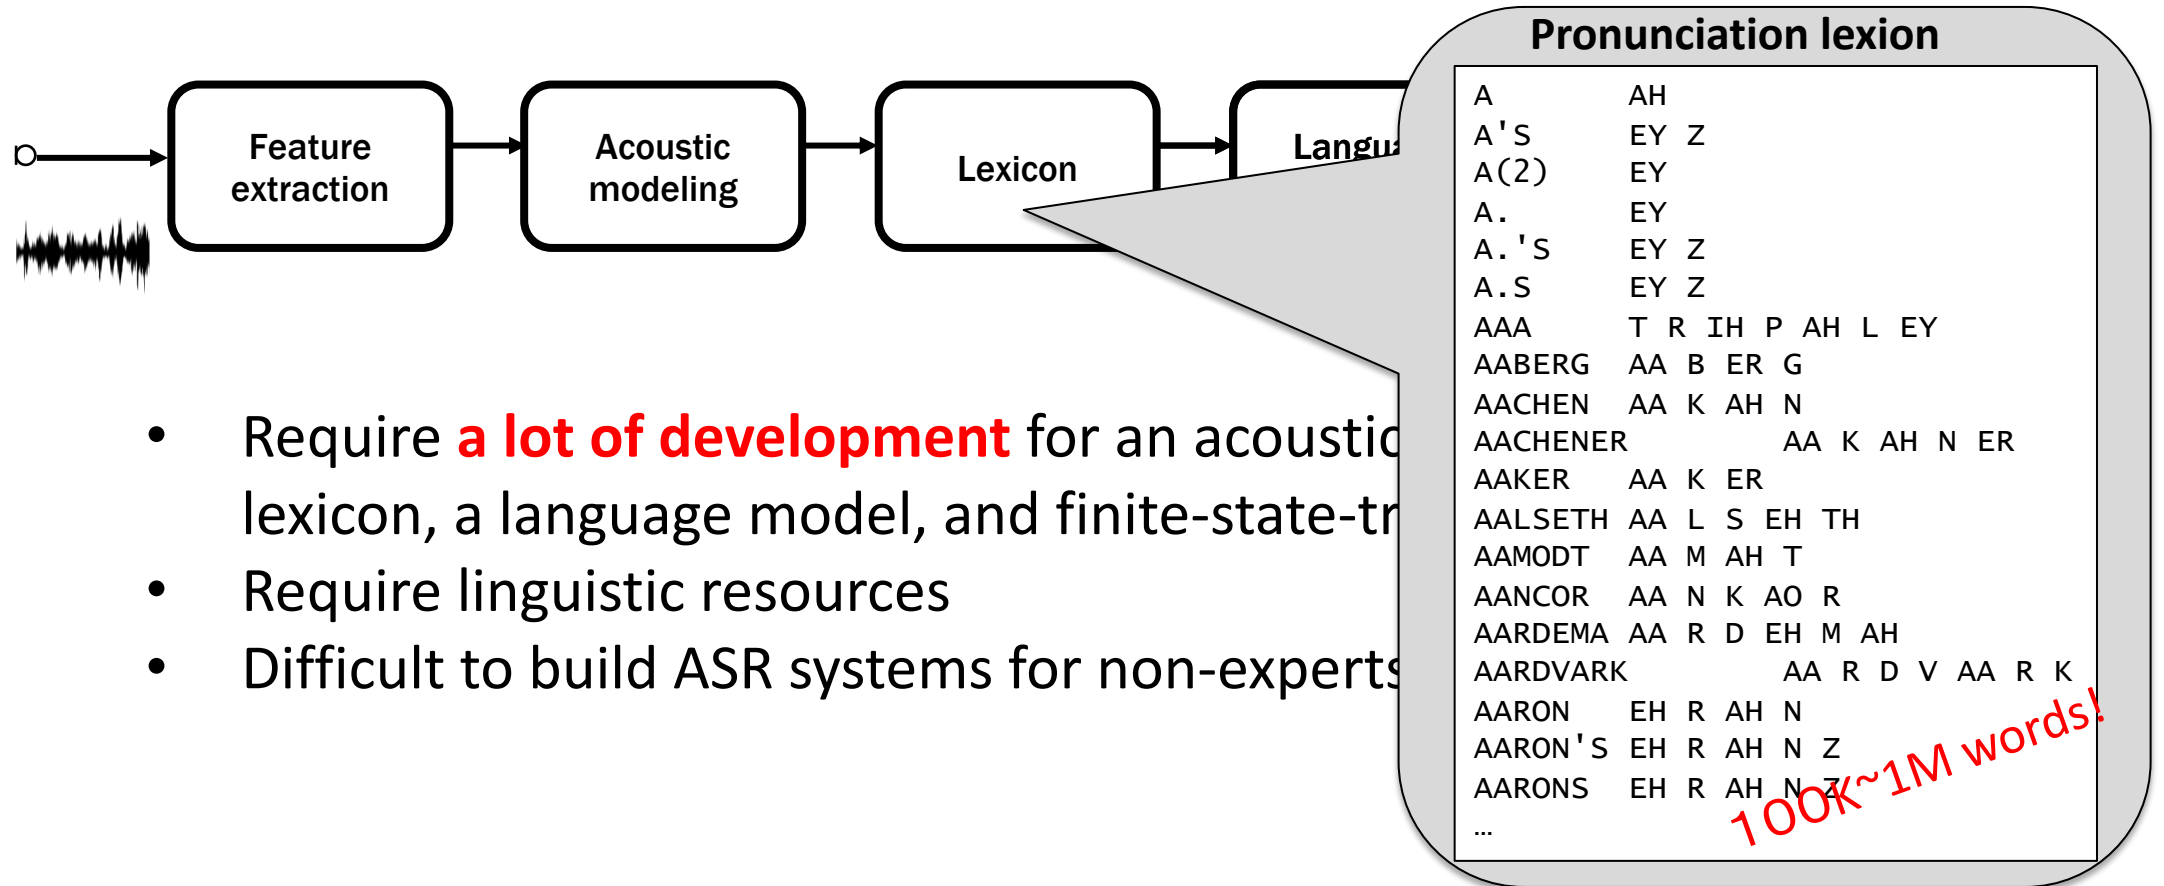 Feature
extraction
Acoustic
modeling
Lexicon
Pronunciation lexion
A AH
A'S EY Z
A(2) EY
A. EY
A.'S EY Z
A.S EY Z
AAA T R IH P AH L EY
AABERG AA B ER G
AACHEN AA K AH N
AACHENER AA K AH N ER
AAKER AA K ER
AALSETH AA L S EH TH
AAMODT AA M AH T
AANCOR AA N K AO R
AARDEMA AA R D EH M AH
AARDVARK AA R D V AA R K
AARON EH R AH N
AARON'S EH R AH N Z
AARONS EH R AH N Z
…
100K~1M words!
• Require a lot of development for an acoustic
lexicon, a language model, and
• Require linguistic resources
• Difficult to build ASR systems for non-experts